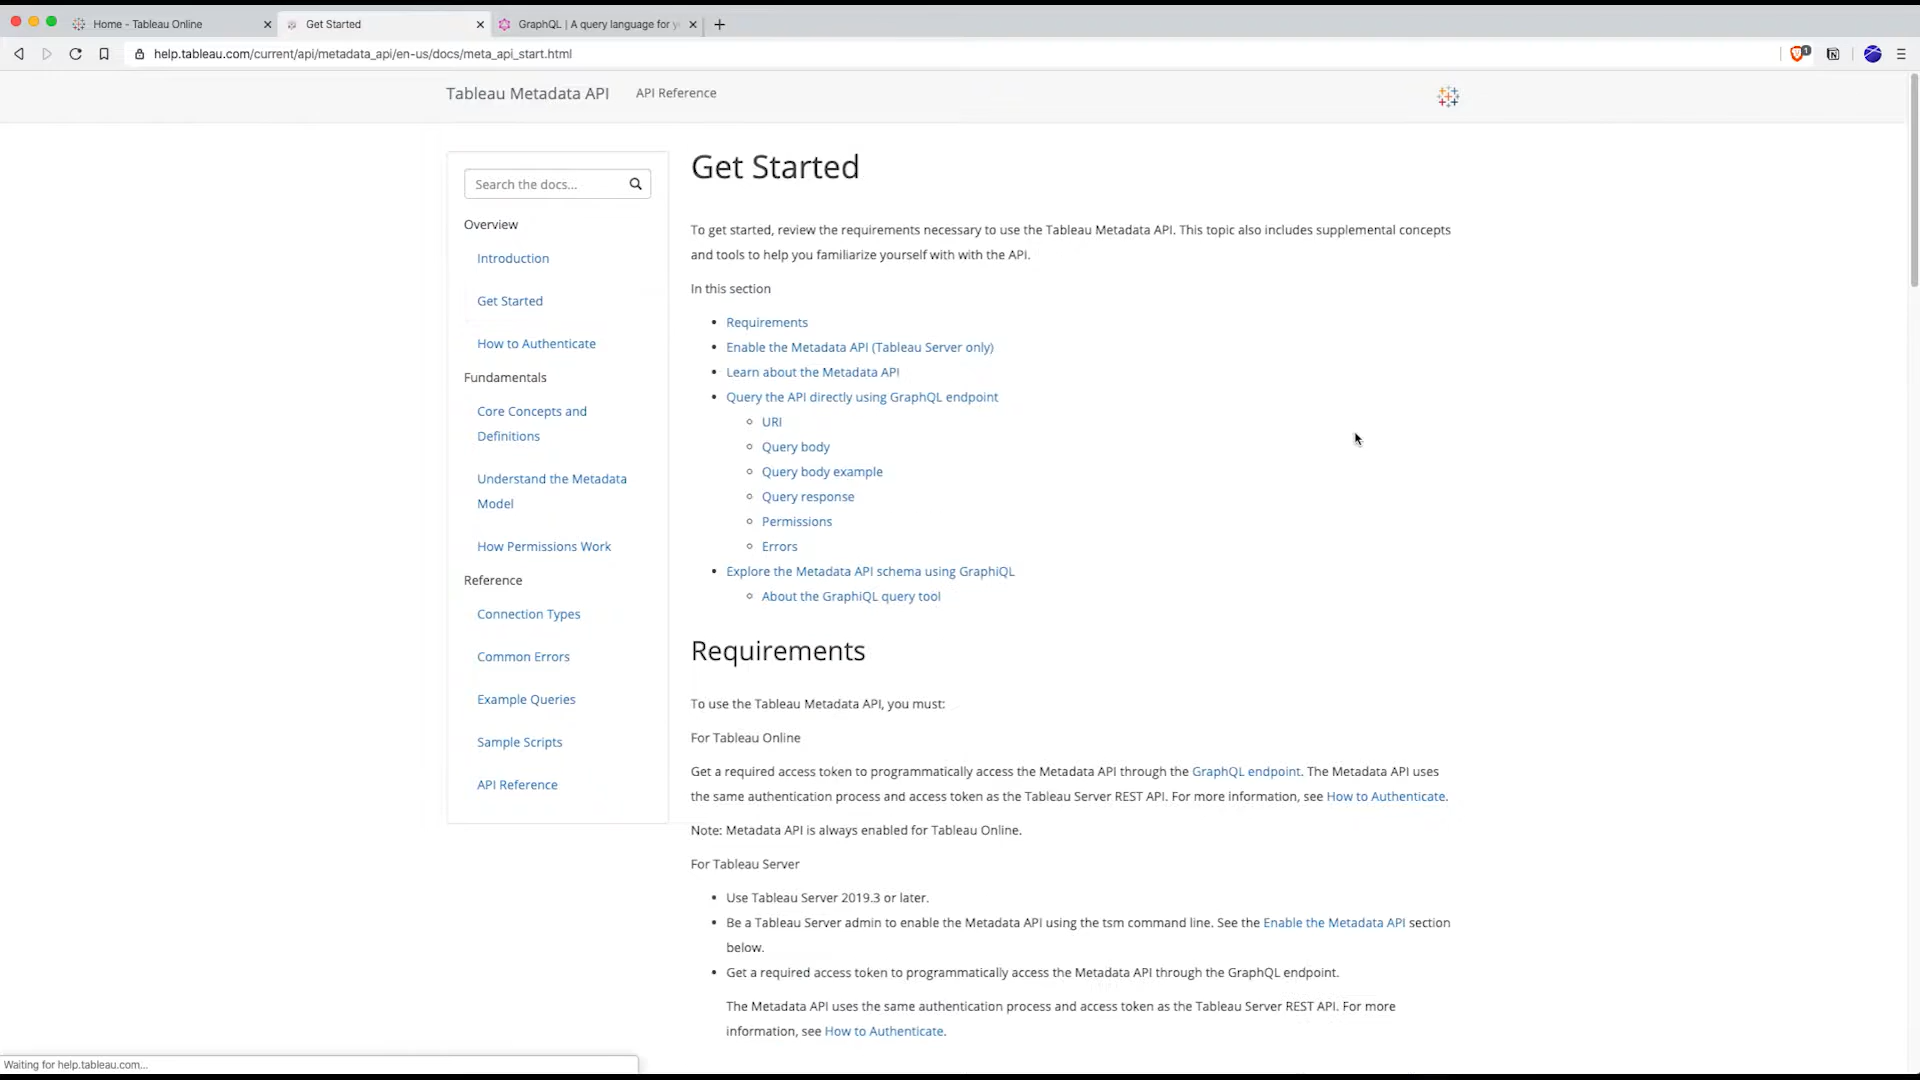 Home - Tableau Online
Get Started
GraphQL | A query language for y
help.tableau.com/current/api/metadata_api/en-us/docs/meta_api_start.html
1
Tableau Metadata API
API Reference
Search the docs...
Overview
Introduction
Get Started
How to Authenticate
Fundamentals
Core Concepts and
Definitions
Understand the Metadata
Model
How Permissions Work
Reference
Connection Types
Common Errors
Example Queries
Sample Scripts
API Reference
Get Started
To get started, review the requirements necessary to use the Tableau Metadata API. This topic also includes supplemental concepts
and tools to help you familiarize yourself with with the API.
In this section
• Requirements
• Enable the Metadata API (Tableau Server only)
• Learn about the Metadata API
• Query the API directly using GraphQL endpoint
◦ URI
◦ Query body
◦ Query body example
◦ Query response
◦ Permissions
◦ Errors
• Explore the Metadata API schema using GraphiQL
◦ About the GraphiQL query tool
Requirements
To use the Tableau Metadata API, you must:
For Tableau Online
Get a required access token to programmatically access the Metadata API through the GraphQL endpoint. The Metadata API uses
the same authentication process and access token as the Tableau Server REST API. For more information, see How to Authenticate.
Note: Metadata API is always enabled for Tableau Online.
For Tableau Server
• Use Tableau Server 2019.3 or later.
• Be a Tableau Server admin to enable the Metadata API using the tsm command line. See the Enable the Metadata API section
below.
• Get a required access token to programmatically access the Metadata API through the GraphQL endpoint.
The Metadata API uses the same authentication process and access token as the Tableau Server REST API. For more
information, see How to Authenticate.
Waiting for help.tableau.com...